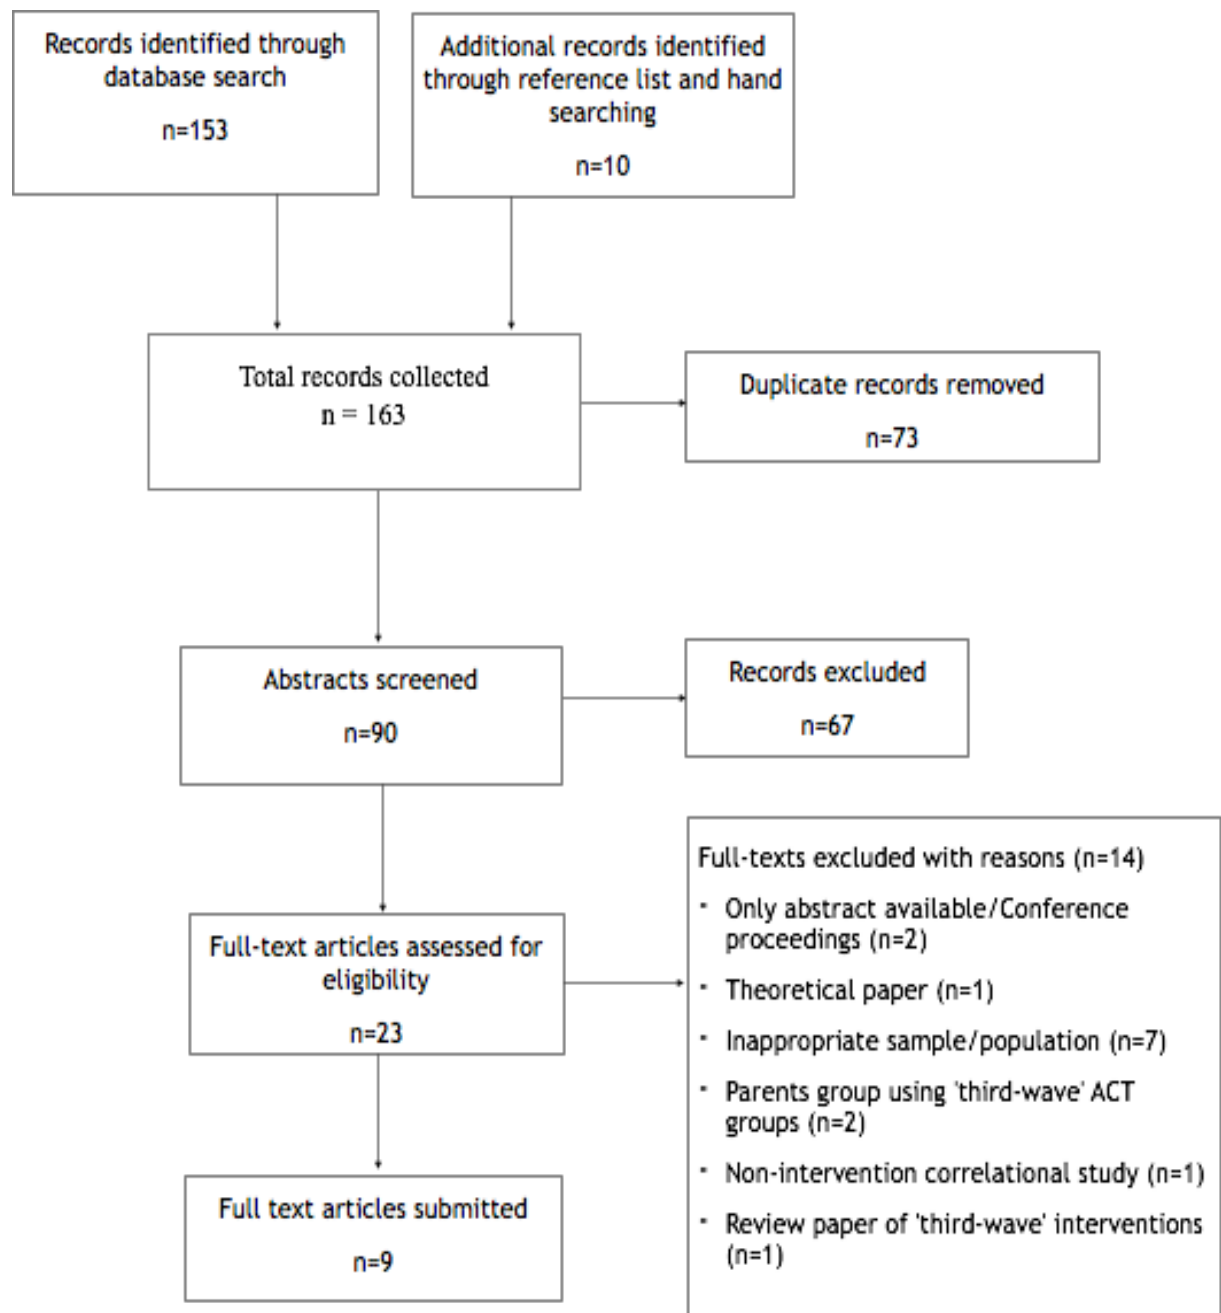 Records identified through
database search
n=153
Additional records identified
through reference list and hand
searching
n=10
Total records collected
n = 163
Duplicate records removed
n=73
Abstracts screened
n=90
Records excluded
n=67
Full-text articles assessed for
eligibility
n=23
Full-texts excluded with reasons (n=14)
· Only abstract available/Conference
proceedings (n=2)
· Theoretical paper (n=1)
· Inappropriate sample/population (n=7)
· Parents group using 'third-wave' ACT
groups (n=2)
· Non-intervention correlational study (n=1)
· Review paper of 'third-wave' interventions
(n=1)
Full text articles submitted
n=9